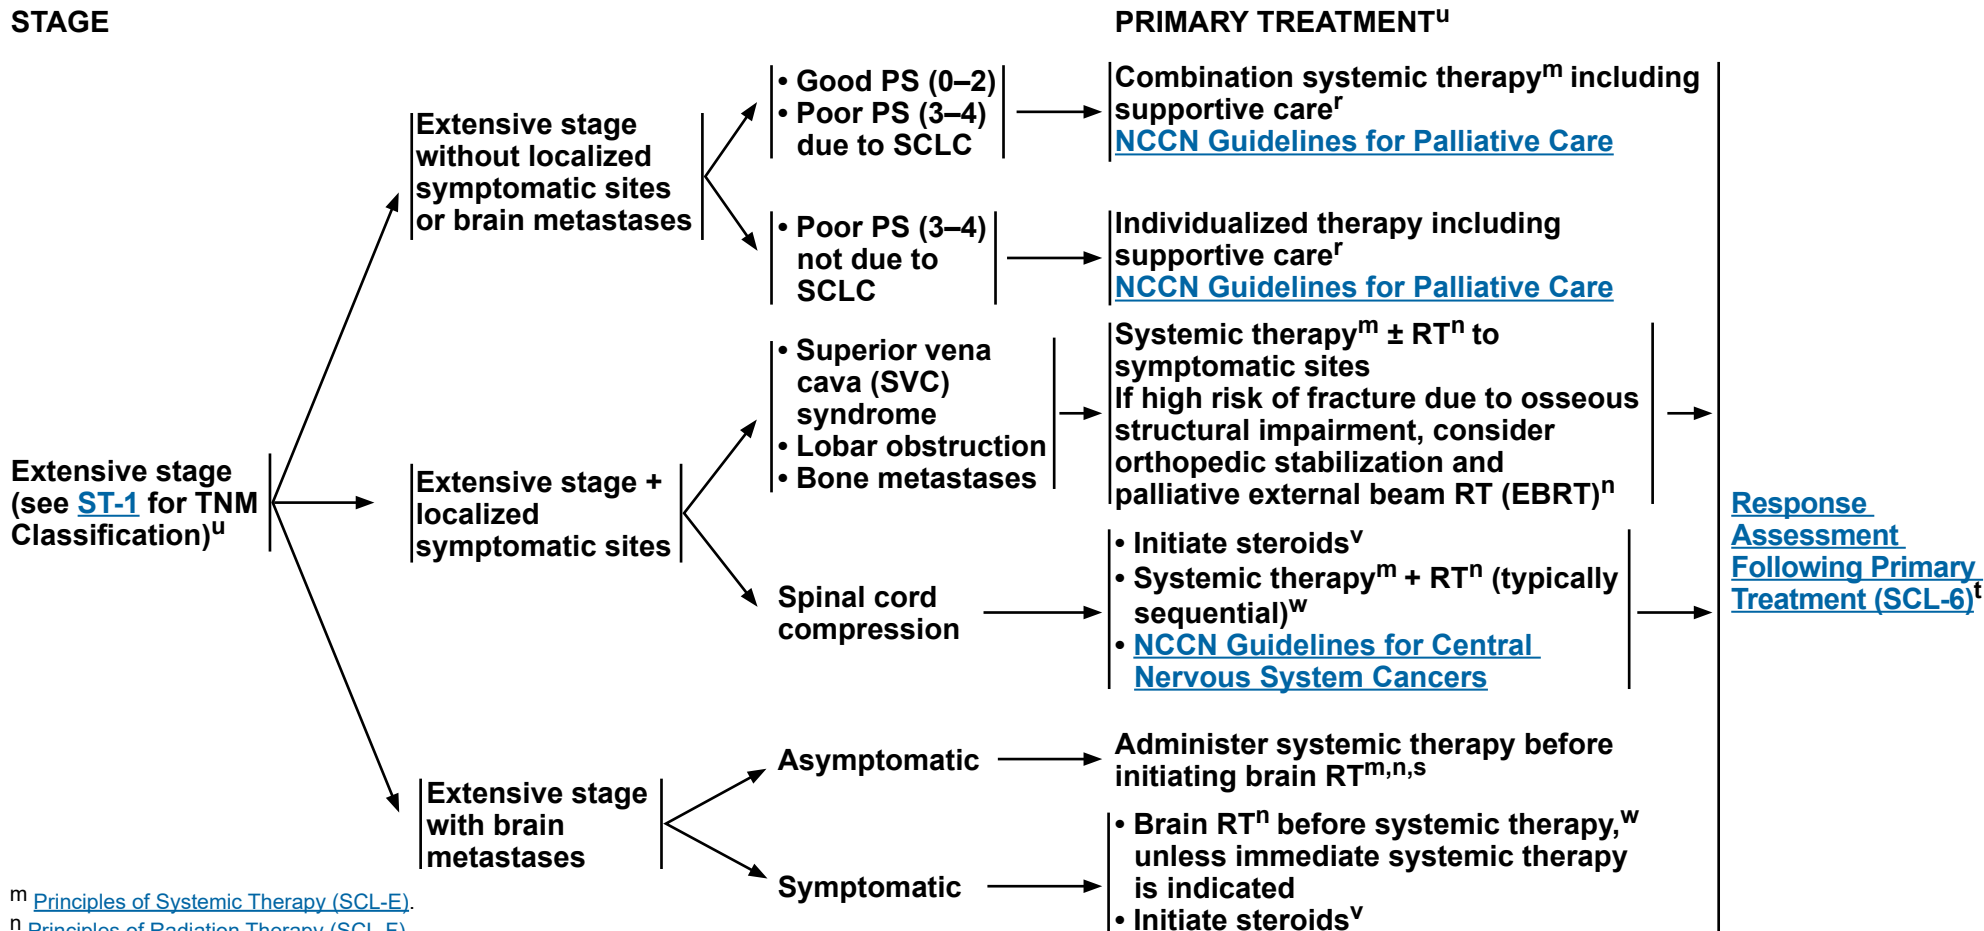 STAGE
PRIMARY TREATMENTᵘ
Extensive stage
(see ST-1 for TNM
Classification)ᵘ
Extensive stage
without localized
symptomatic sites
or brain metastases
• Good PS (0–2)
• Poor PS (3–4)
due to SCLC
Combination systemic therapyᵐ including
supportive careʳ
NCCN Guidelines for Palliative Care
• Poor PS (3–4)
not due to
SCLC
Individualized therapy including
supportive careʳ
NCCN Guidelines for Palliative Care
Extensive stage +
localized
symptomatic sites
• Superior vena
cava (SVC)
syndrome
• Lobar obstruction
• Bone metastases
Systemic therapyᵐ ± RTⁿ to
symptomatic sites
If high risk of fracture due to osseous
structural impairment, consider
orthopedic stabilization and
palliative external beam RT (EBRT)ⁿ
Spinal cord
compression
• Initiate steroidsᵛ
• Systemic therapyᵐ + RTⁿ (typically
sequential)ʷ
• NCCN Guidelines for Central
Nervous System Cancers
Extensive stage
with brain
metastases
Asymptomatic
Administer systemic therapy before
initiating brain RTᵐ,ⁿ,ˢ
Symptomatic
• Brain RTⁿ before systemic therapy,ʷ
unless immediate systemic therapy
is indicated
• Initiate steroidsᵛ
Response
Assessment
Following Primary
Treatment (SCL-6)ᵗ
ᵐ Principles of Systemic Therapy (SCL-E).
ⁿ Principles of Radiation Therapy (SCL-F).